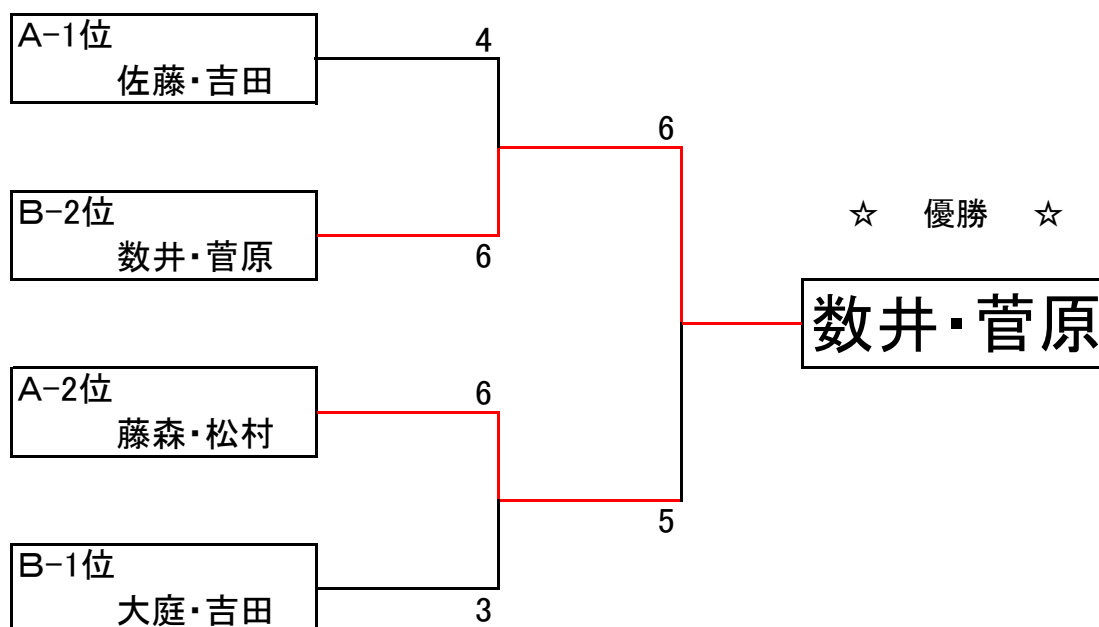 A-1位
佐藤・吉田
4
6
B-2位
数井・菅原
6
☆ 優勝 ☆
数井・菅原
A-2位
藤森・松村
6
5
B-1位
大庭・吉田
3